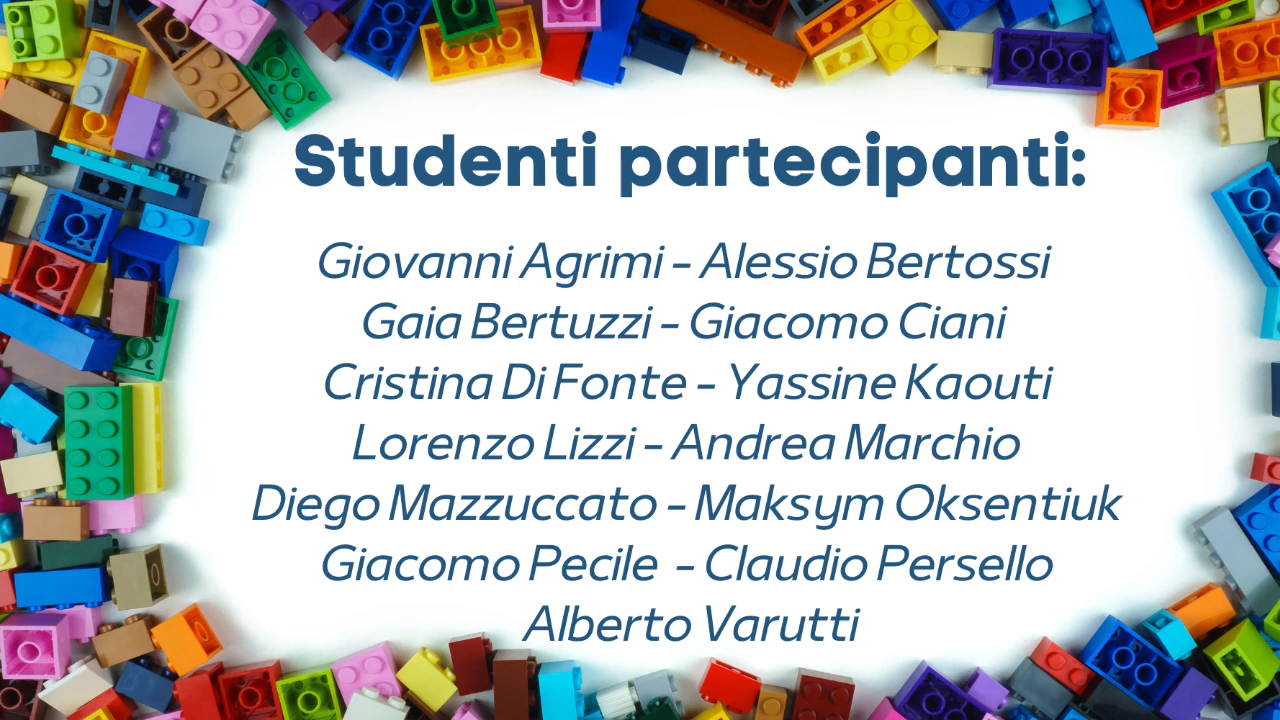 Studenti partecipanti:
Giovanni Agrimi - Alessio Bertossi
Gaia Bertuzzi - Giacomo Ciani
Cristina Di Fonte - Yassine Kaouti
Lorenzo Lizzi - Andrea Marchio
Diego Mazzuccato - Maksym Oksentiuk
Giacomo Pecile - Claudio Persello
Alberto Varutti